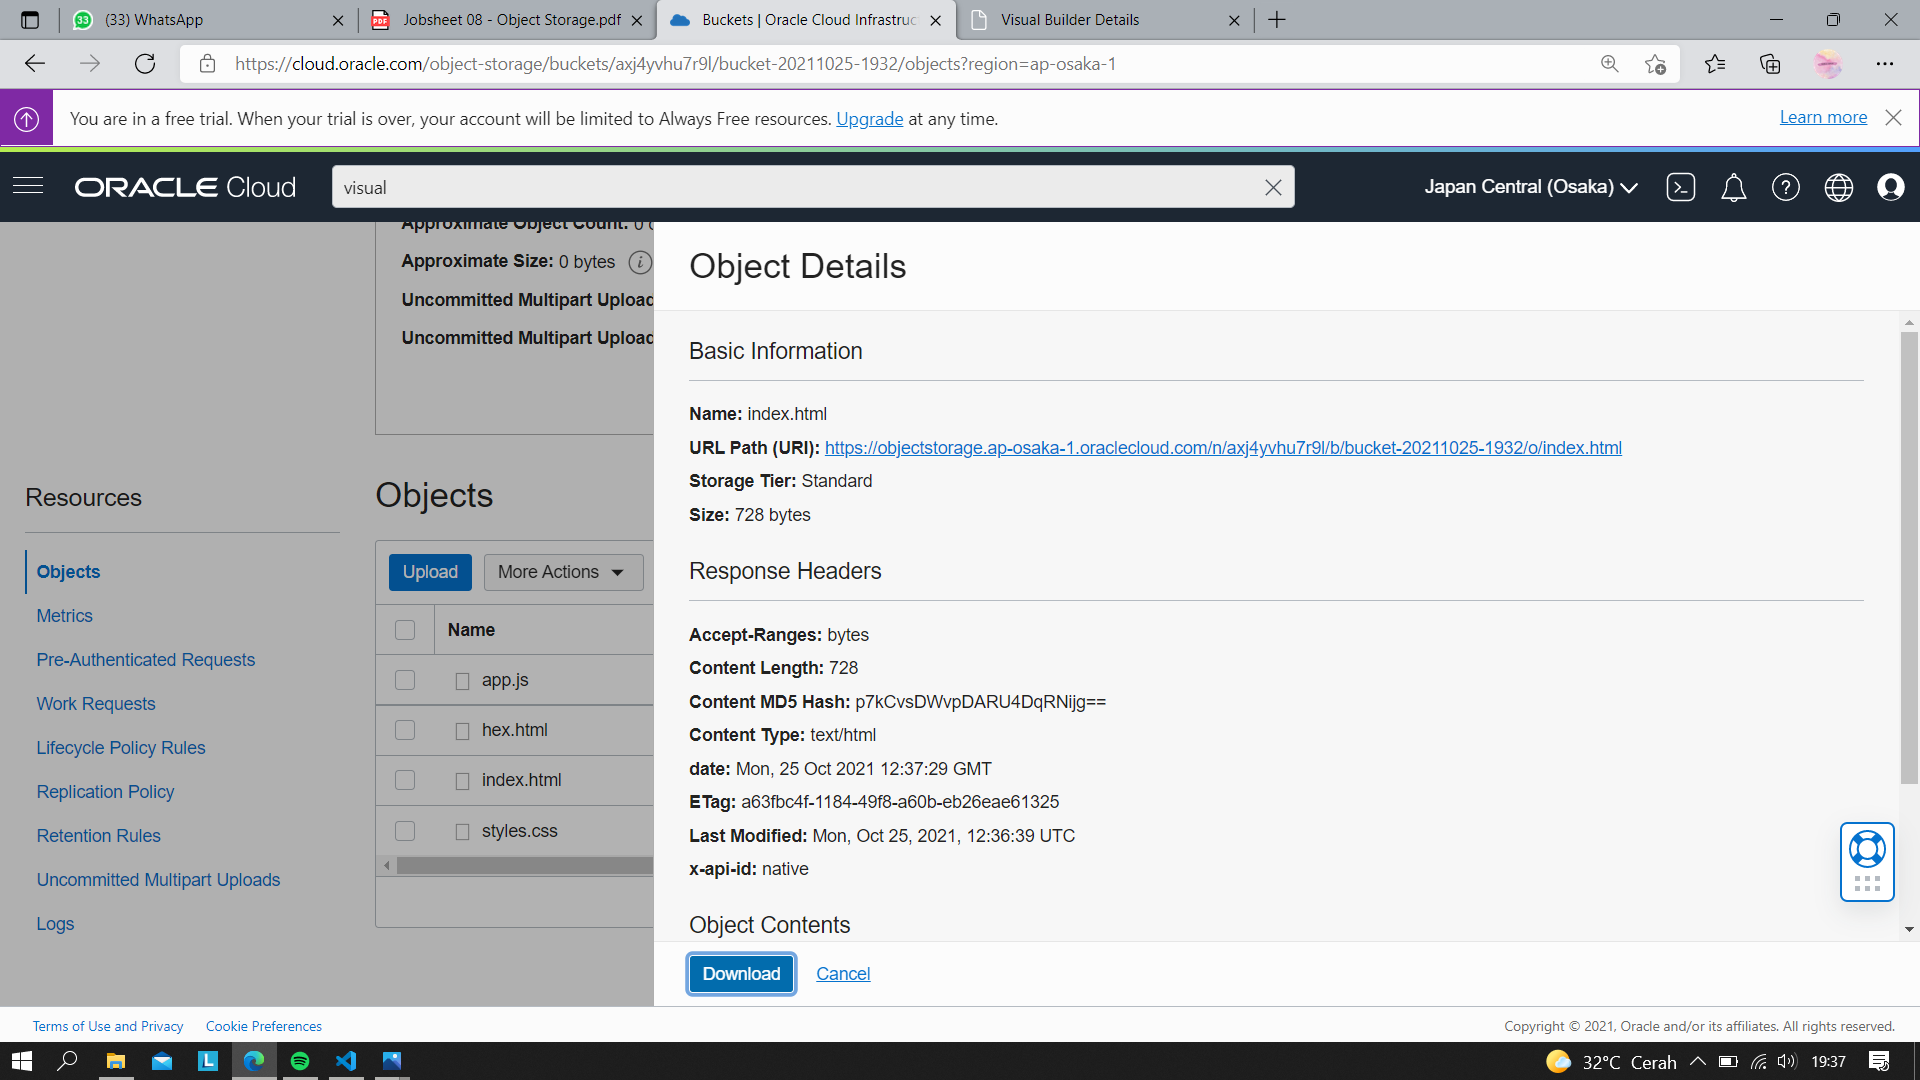 (33) WhatsApp
Jobsheet 08 - Object Storage.pdf
Buckets | Oracle Cloud Infrastruc
Visual Builder Details
https://cloud.oracle.com/object-storage/buckets/axj4yvhu7r9l/bucket-20211025-1932/objects?region=ap-osaka-1
You are in a free trial. When your trial is over, your account will be limited to Always Free resources. Upgrade at any time.
Learn more
ORACLE Cloud
visual
Japan Central (Osaka)
Approximate Object Count: 0
Approximate Size: 0 bytes
Uncommitted Multipart Upload
Uncommitted Multipart Upload
Resources
Objects
Metrics
Pre-Authenticated Requests
Work Requests
Lifecycle Policy Rules
Replication Policy
Retention Rules
Uncommitted Multipart Uploads
Logs
Objects
Upload
More Actions
Name
app.js
hex.html
index.html
styles.css
Object Details
Basic Information
Name: index.html
URL Path (URI): https://objectstorage.ap-osaka-1.oraclecloud.com/n/axj4yvhu7r9l/b/bucket-20211025-1932/o/index.html
Storage Tier: Standard
Size: 728 bytes
Response Headers
Accept-Ranges: bytes
Content Length: 728
Content MD5 Hash: p7kCvsDWvpDARU4DqRNijg==
Content Type: text/html
date: Mon, 25 Oct 2021 12:37:29 GMT
ETag: a63fbc4f-1184-49f8-a60b-eb26eae61325
Last Modified: Mon, Oct 25, 2021, 12:36:39 UTC
x-api-id: native
Object Contents
Download
Cancel
Terms of Use and Privacy
Cookie Preferences
Copyright © 2021, Oracle and/or its affiliates. All rights reserved.
32°C Cerah
19:37